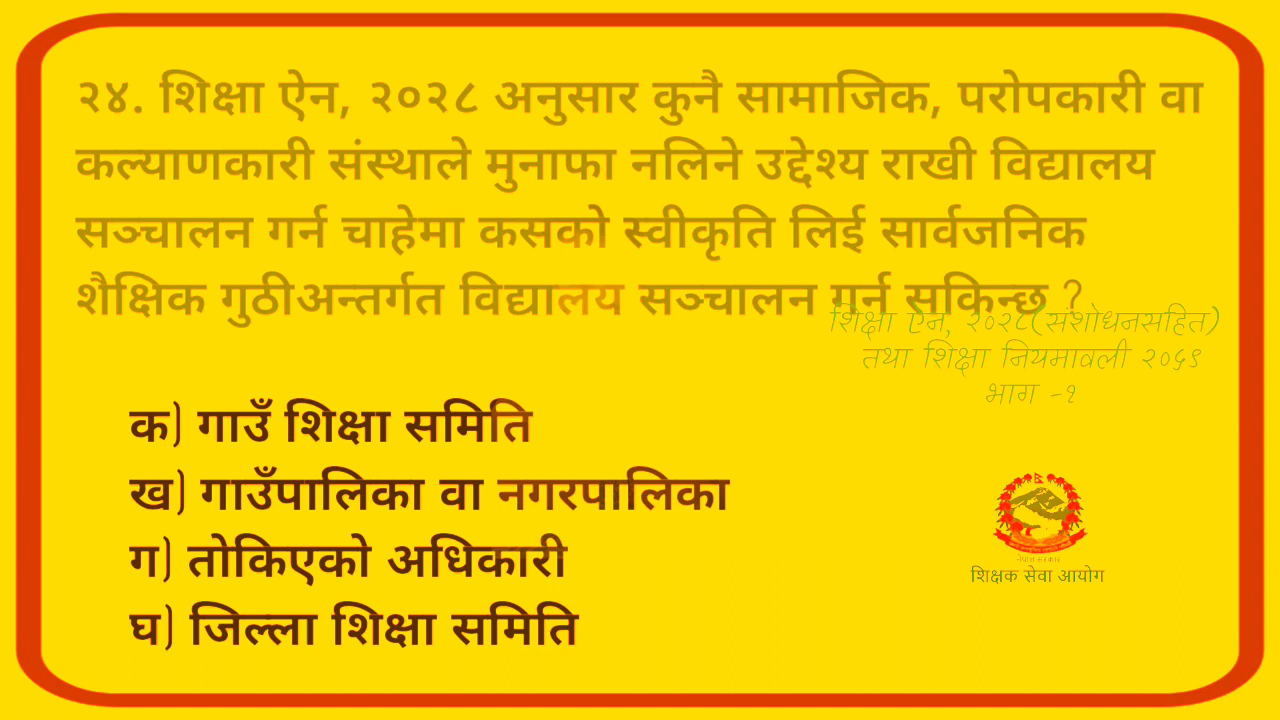 २४. शिक्षा ऐन, २०२८ अनुसार कुनै सामाजिक, परोपकारी वा
कल्याणकारी संस्थाले मुनाफा नलिने उद्देश्य राखी विद्यालय
सञ्चालन गर्न चाहेमा कसको स्वीकृति लिई सार्वजनिक
शैक्षिक गुठीअन्तर्गत विद्यालय सञ्चालन गर्न सकिन्छ ?
शिक्षा ऐन, २०२८(संशोधनसहित)
तथा शिक्षा नियमावली २०५९
भाग -१
क) गाउँ शिक्षा समिति
ख) गाउँपालिका वा नगरपालिका
ग) तोकिएको अधिकारी
घ) जिल्ला शिक्षा समिति
नेपाल सरकार
शिक्षक सेवा आयोग